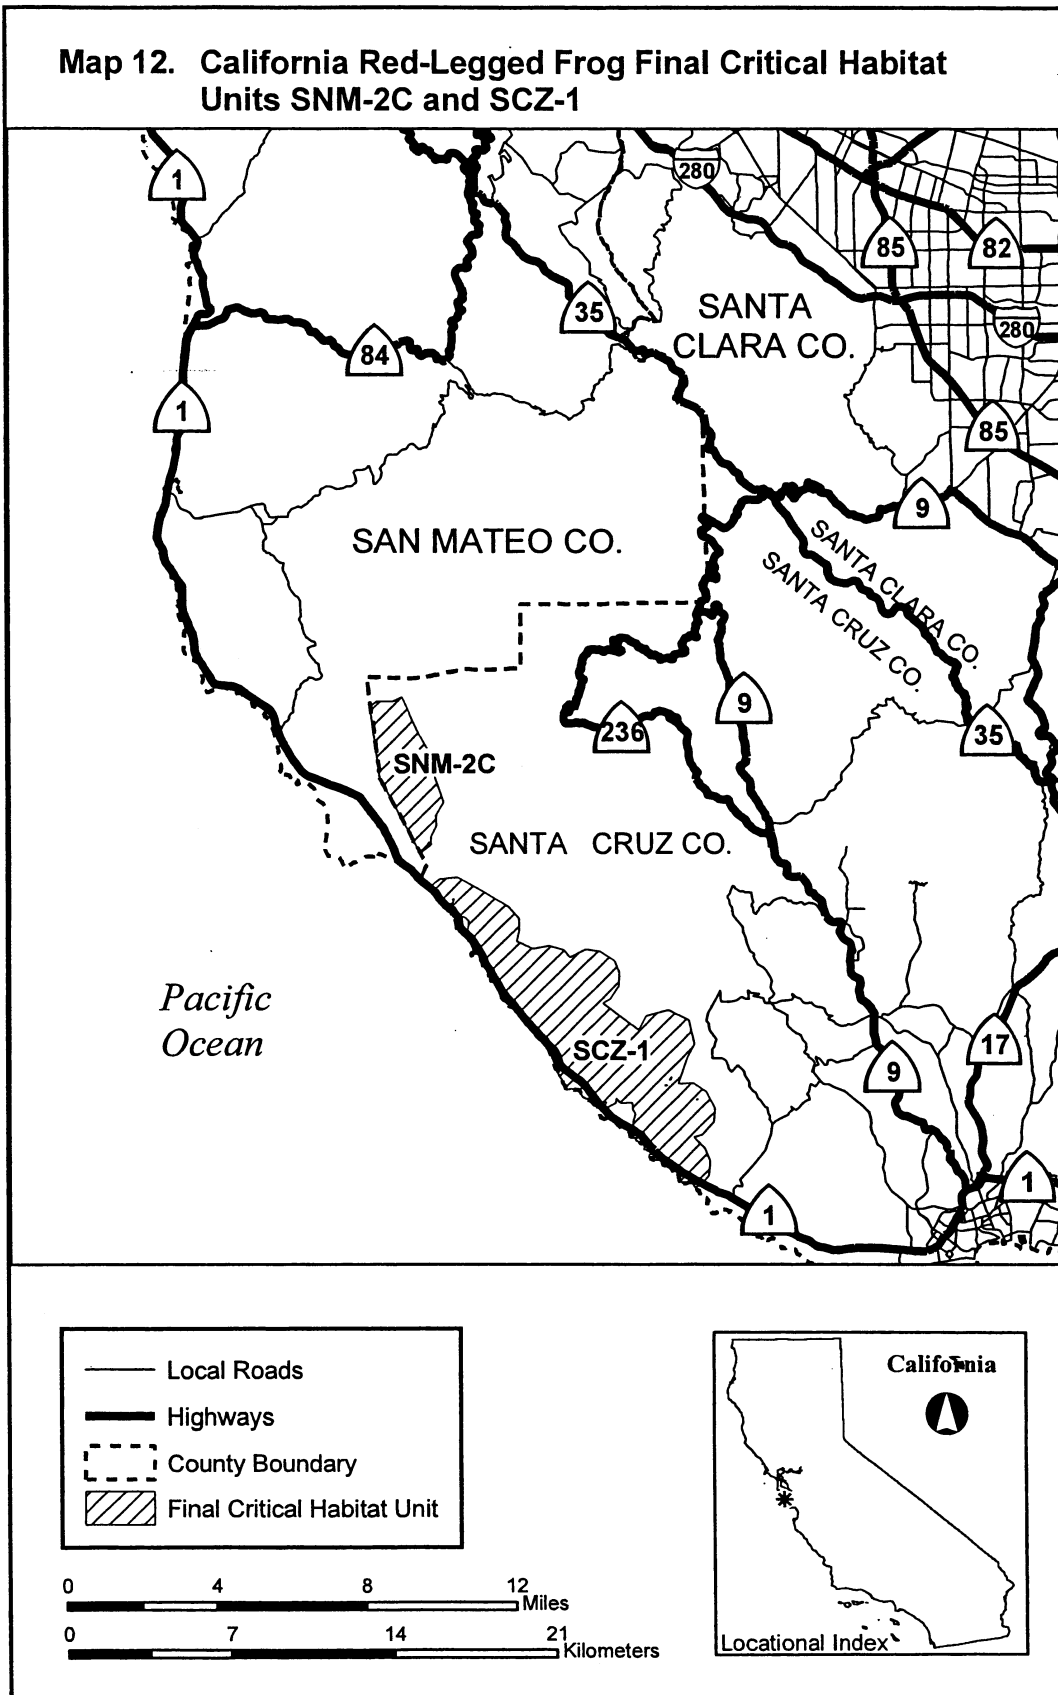 Map 12. California Red-Legged Frog Final Critical Habitat
Units SNM-2C and SCZ-1
1
280
85
82
35
SANTA
CLARA CO.
280
84
1
85
9
SAN MATEO CO.
SANTA CLARA CO.
SANTA CRUZ CO.
9
236
35
SNM-2C
SANTA CRUZ CO.
Pacific
Ocean
SCZ-1
17
9
1
1
Local Roads
Highways
County Boundary
Final Critical Habitat Unit
California
Locational Index
0 4 8 12
Miles
0 7 14 21
Kilometers